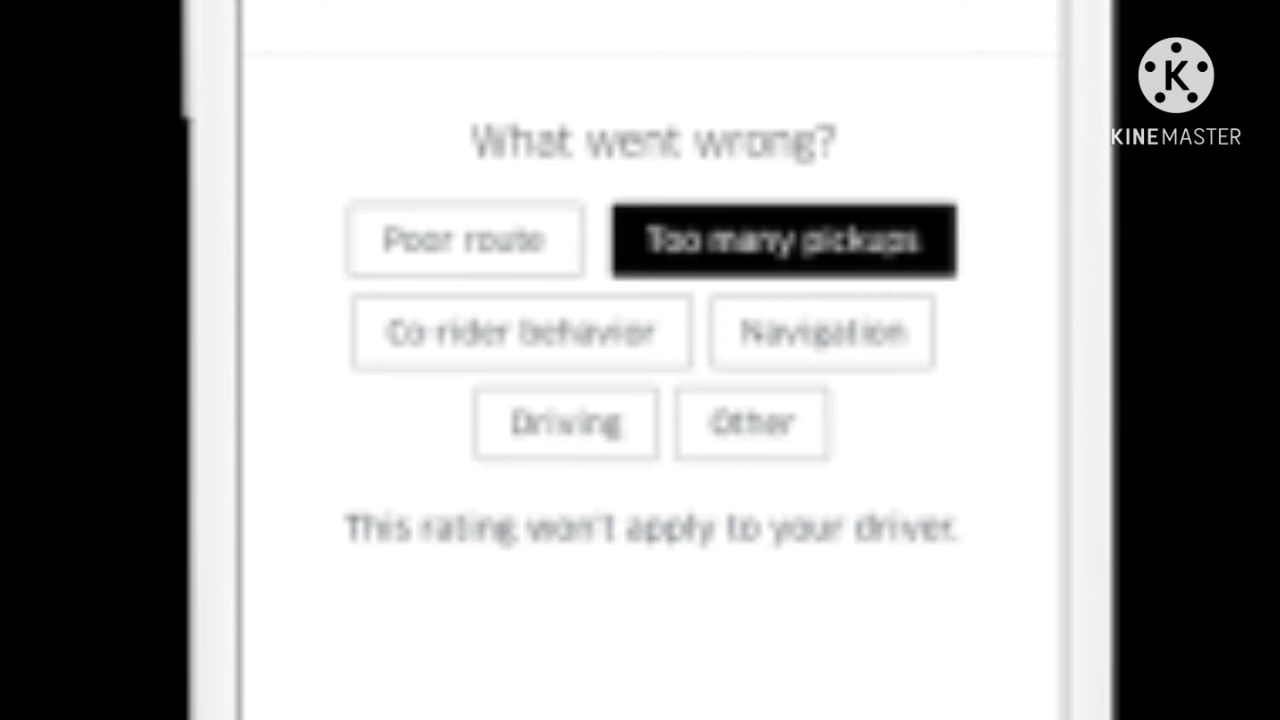 What went wrong?
Poor route
Too many pickups
Co-rider behavior
Navigation
Driving
Other
This rating won't apply to your driver.
K
KINEMASTER